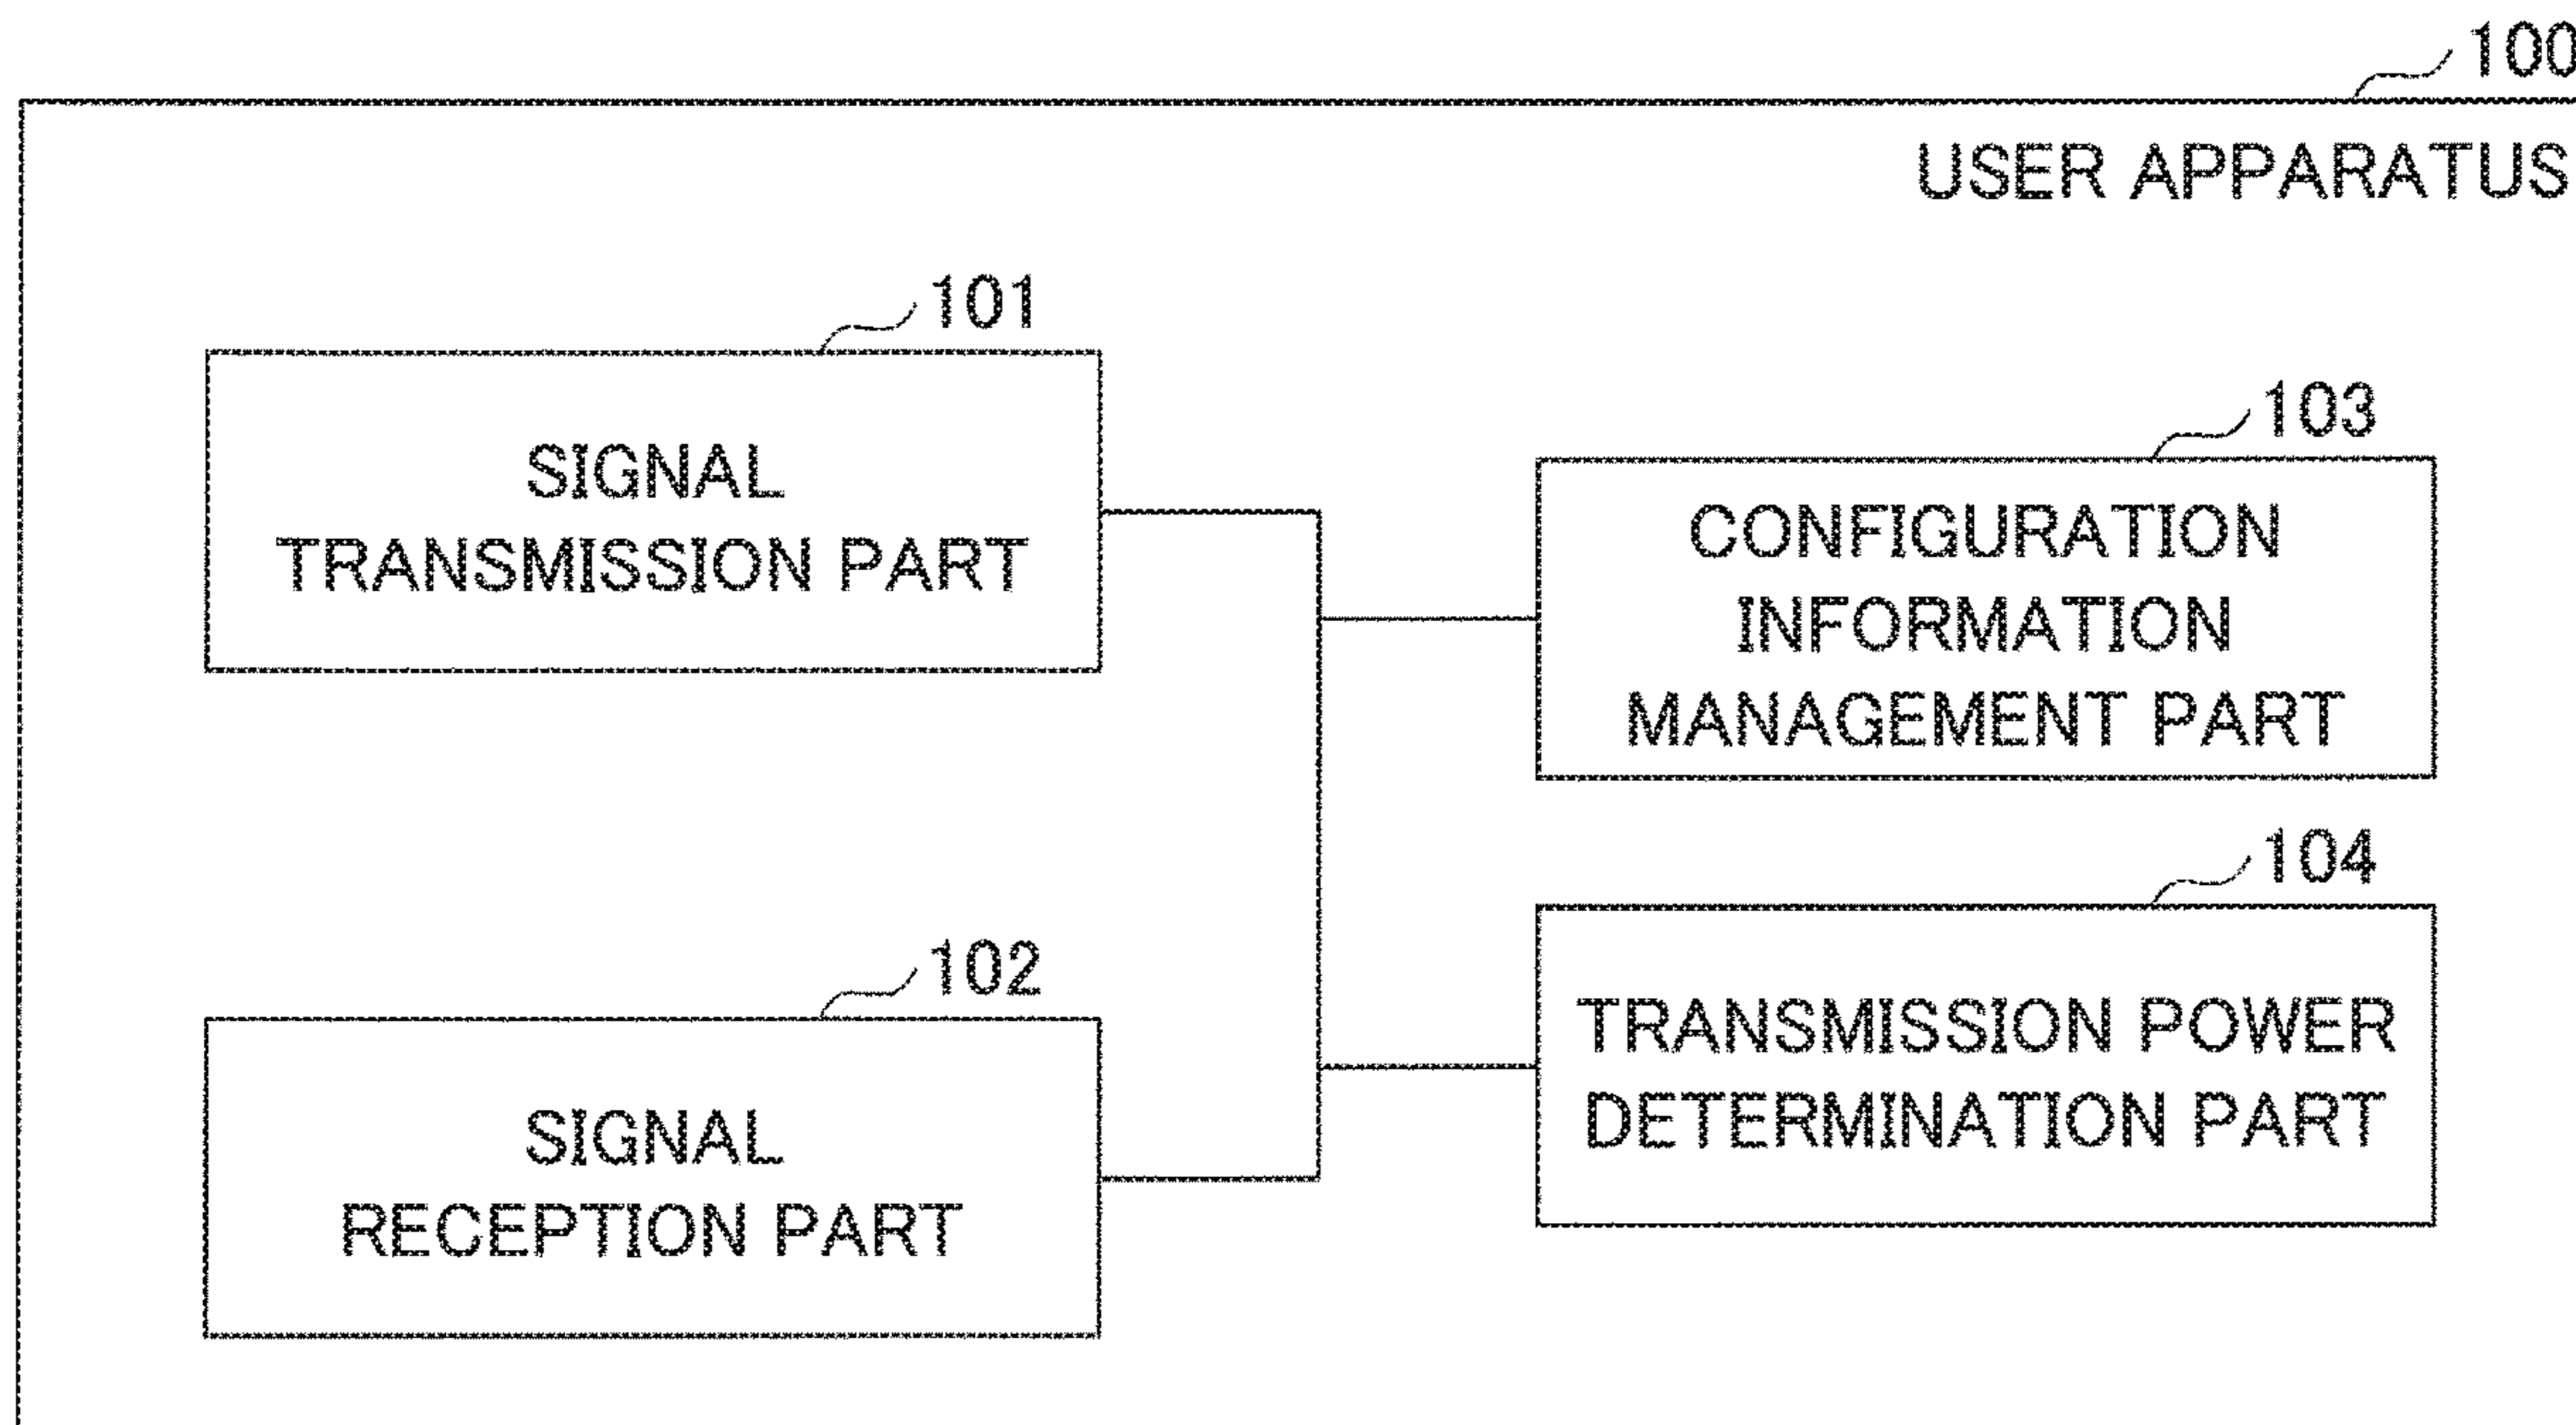 100
USER APPARATUS
101
SIGNAL
TRANSMISSION PART
103
CONFIGURATION
INFORMATION
MANAGEMENT PART
102
SIGNAL
RECEPTION PART
104
TRANSMISSION POWER
DETERMINATION PART